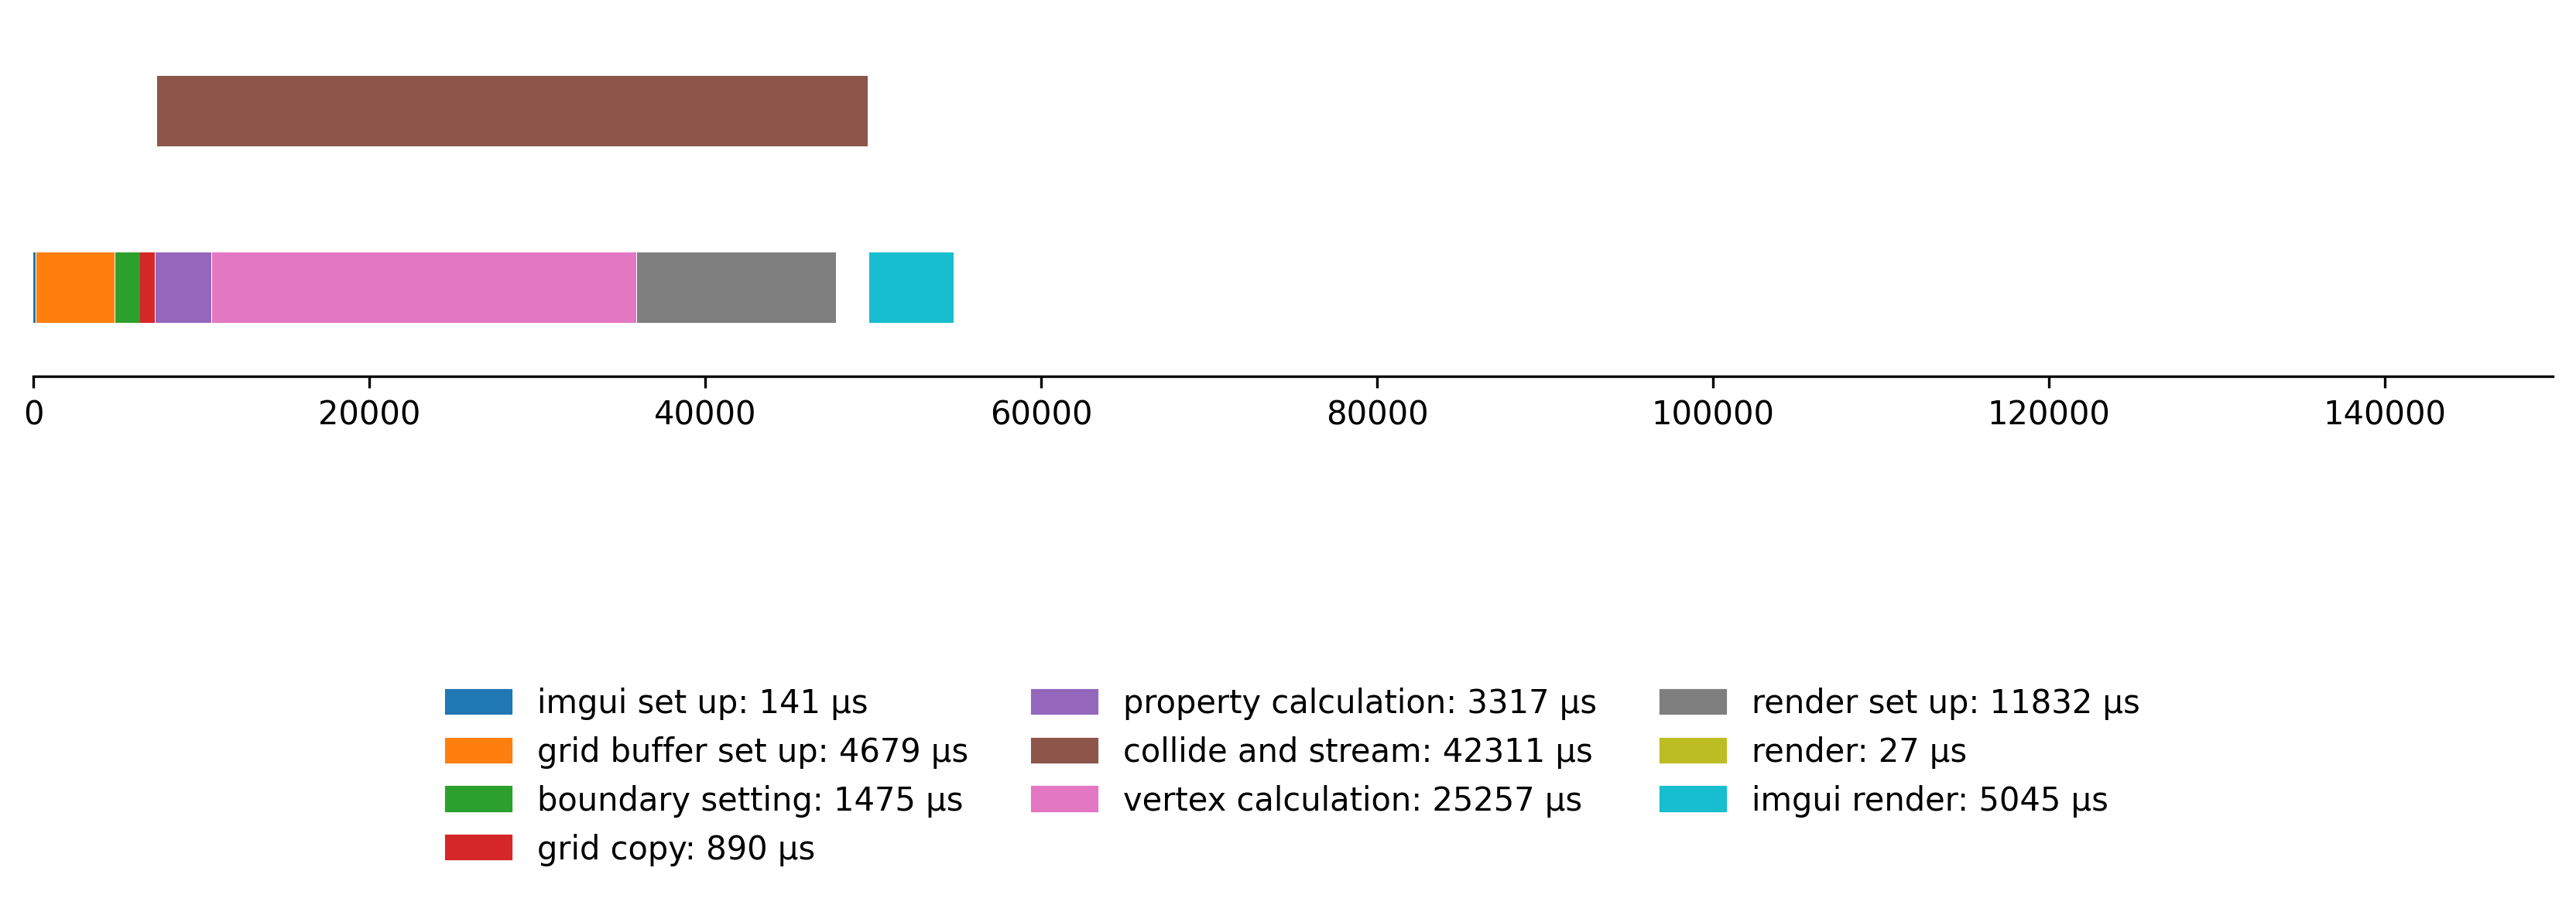 0 20000 40000 60000 80000 100000 120000 140000
imgui set up: 141 µs
grid buffer set up: 4679 µs
boundary setting: 1475 µs
grid copy: 890 µs
property calculation: 3317 µs
collide and stream: 42311 µs
vertex calculation: 25257 µs
render set up: 11832 µs
render: 27 µs
imgui render: 5045 µs